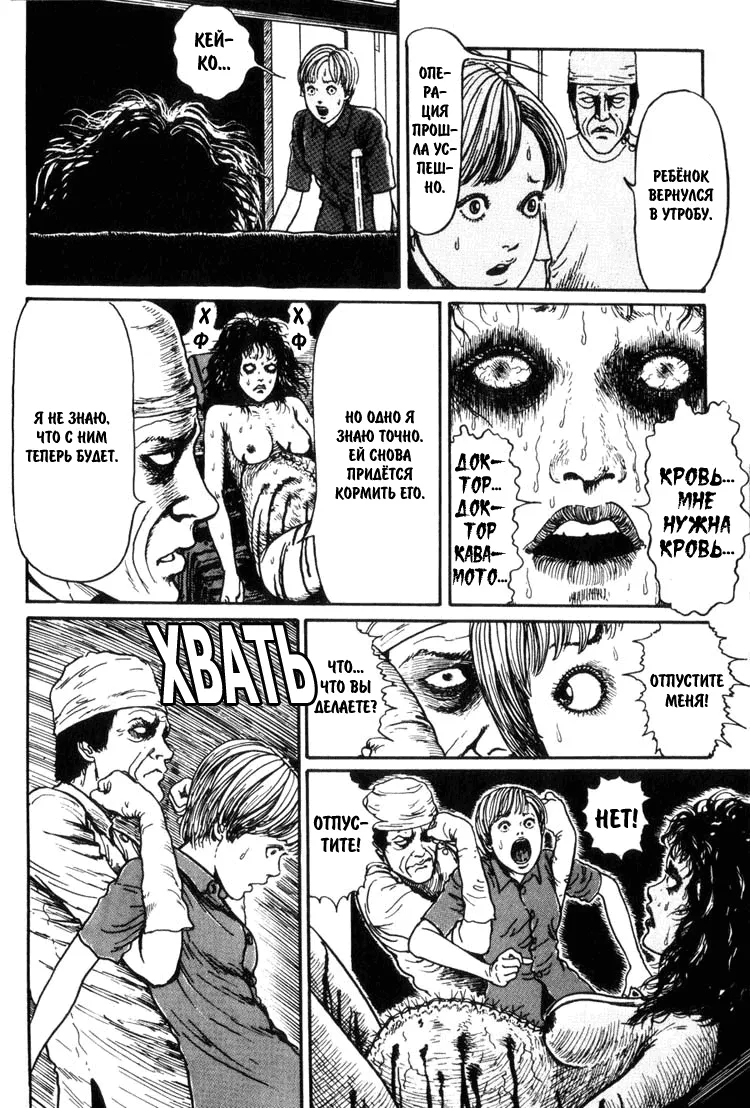 КЕЙ-
КО...
ОПЕ-
РАЦИЯ
ПРОШ-
ЛА УС-
ПЕШ-
НО.
РЕБЁНОК
ВЕРНУЛСЯ
В УТРОБУ.
Я НЕ ЗНАЮ,
ЧТО С НИМ
ТЕПЕРЬ БУДЕТ.
Х
Ф
Х
Ф
НО ОДНО Я
ЗНАЮ ТОЧНО.
ЕЙ СНОВА
ПРИДЁТСЯ
КОРМИТЬ ЕГО.
ДОК-
ТОР...
ДОК-
ТОР
КАВА-
МОТО...
КРОВЬ...
МНЕ
НУЖНА
КРОВЬ...
ХВАТЬ
ЧТО...
ЧТО ВЫ
ДЕЛАЕТЕ?
ОТПУСТИТЕ
МЕНЯ!
ОТПУС-
ТИТЕ!
НЕТ!